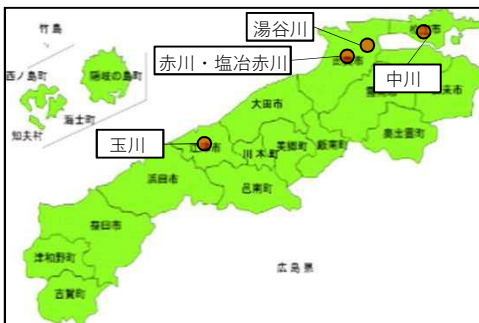 竹島
湯谷川
赤川・塩冶赤川
中川
西ノ島町
隠岐の島町
海士町
知夫村
大田市
奥出雲町
玉川
川本町
美郷町
飯南町
浜田市
邑南町
益田市
津和野町
吉賀町
広島県